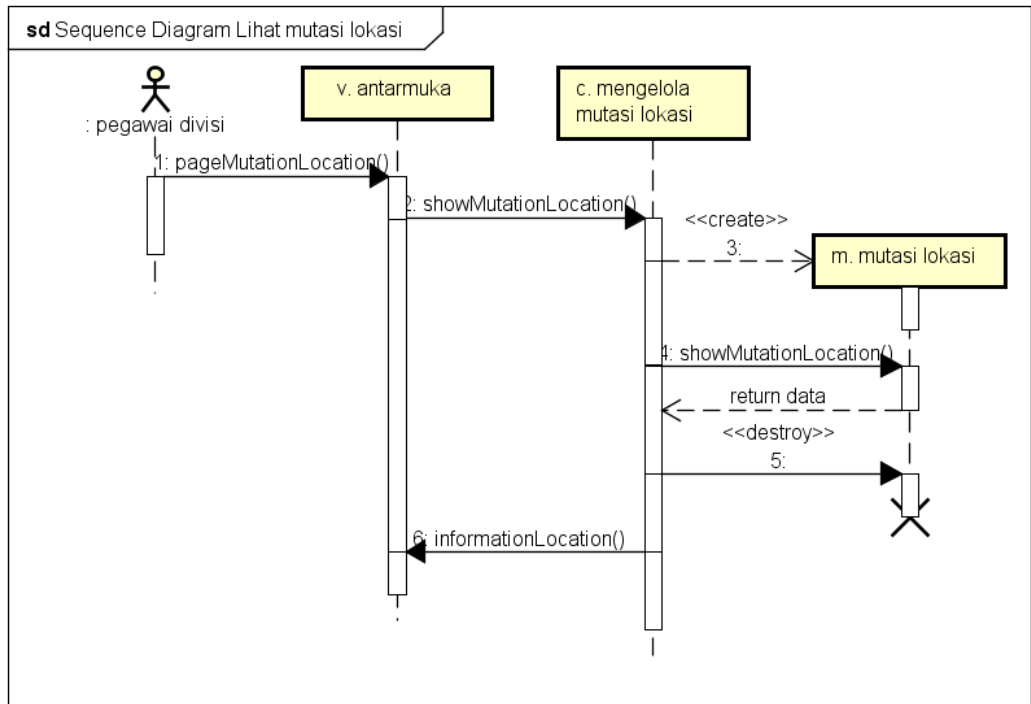 sd Sequence Diagram Lihat mutasi lokasi
: pegawai divisi
v. antarmuka
c. mengelola
mutasi lokasi
1: pageMutationLocation()
2: showMutationLocation()
<<create>>
3:
m. mutasi lokasi
4: showMutationLocation()
return data
<<destroy>>
5:
6: informationLocation()